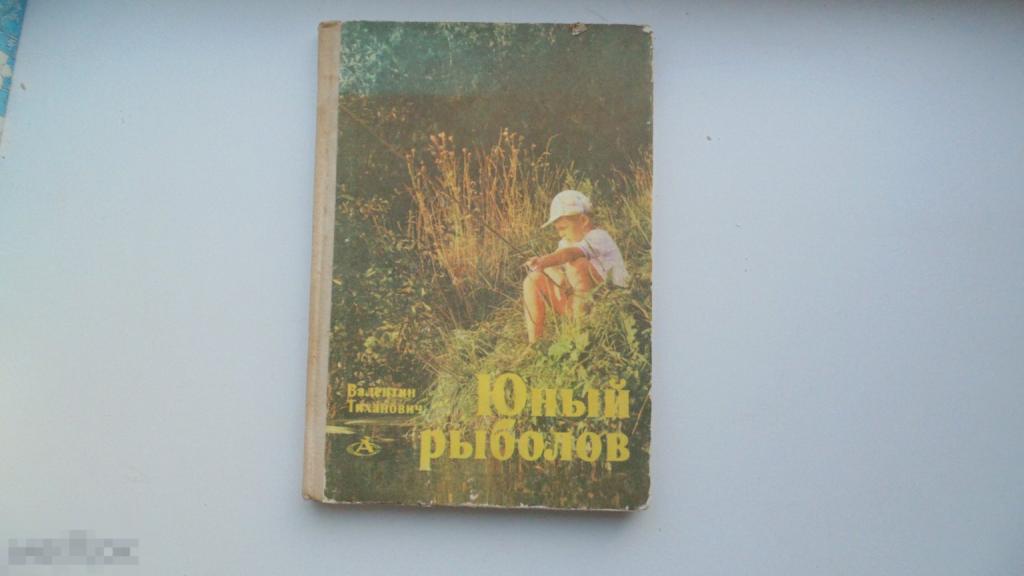 Валентин
Тиханович
Юный
рыболов
А